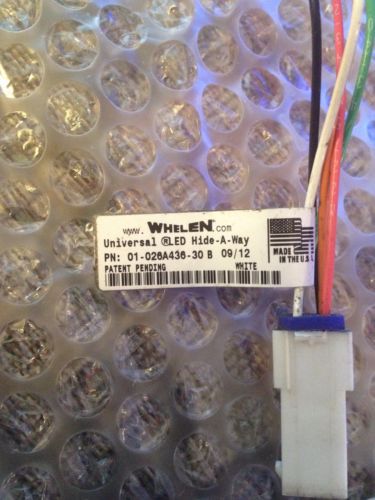 www.WHELEN.com
Universal ®LED Hide-A-Way
PN: 01-026A436-30 B 09/12
PATENT PENDING WHITE
MADE
IN THE U.S.